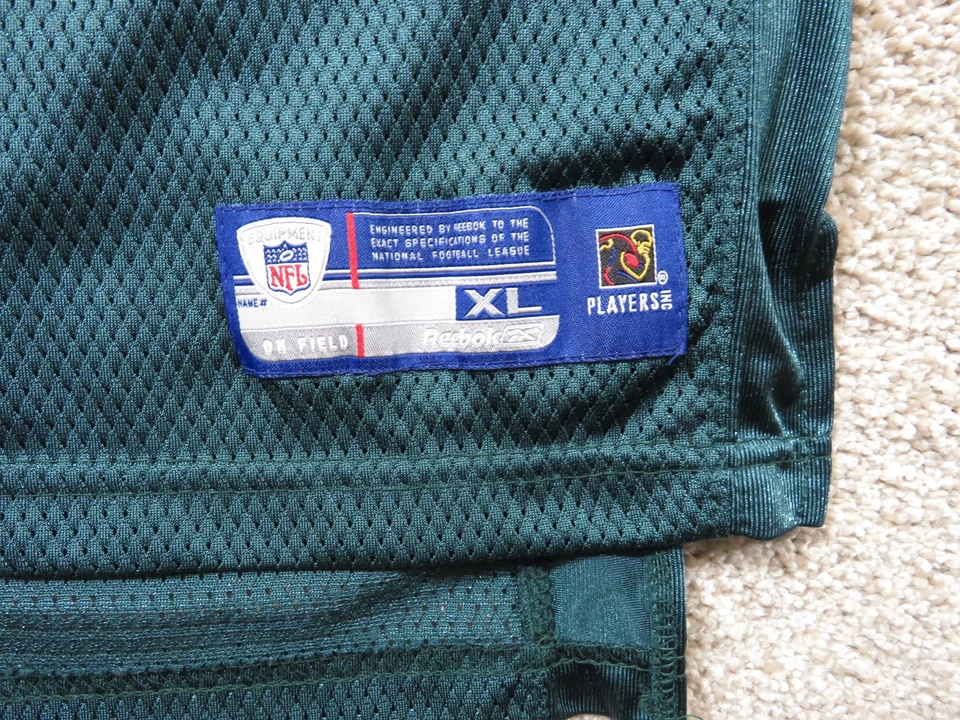 EQUIPMENT
NFL
ENGINEERED BY REEBOK TO THE
EXACT SPECIFICATIONS OF THE
NATIONAL FOOTBALL LEAGUE
NAME #
XL
ON FIELD
Reebok
PLAYERS INC
®